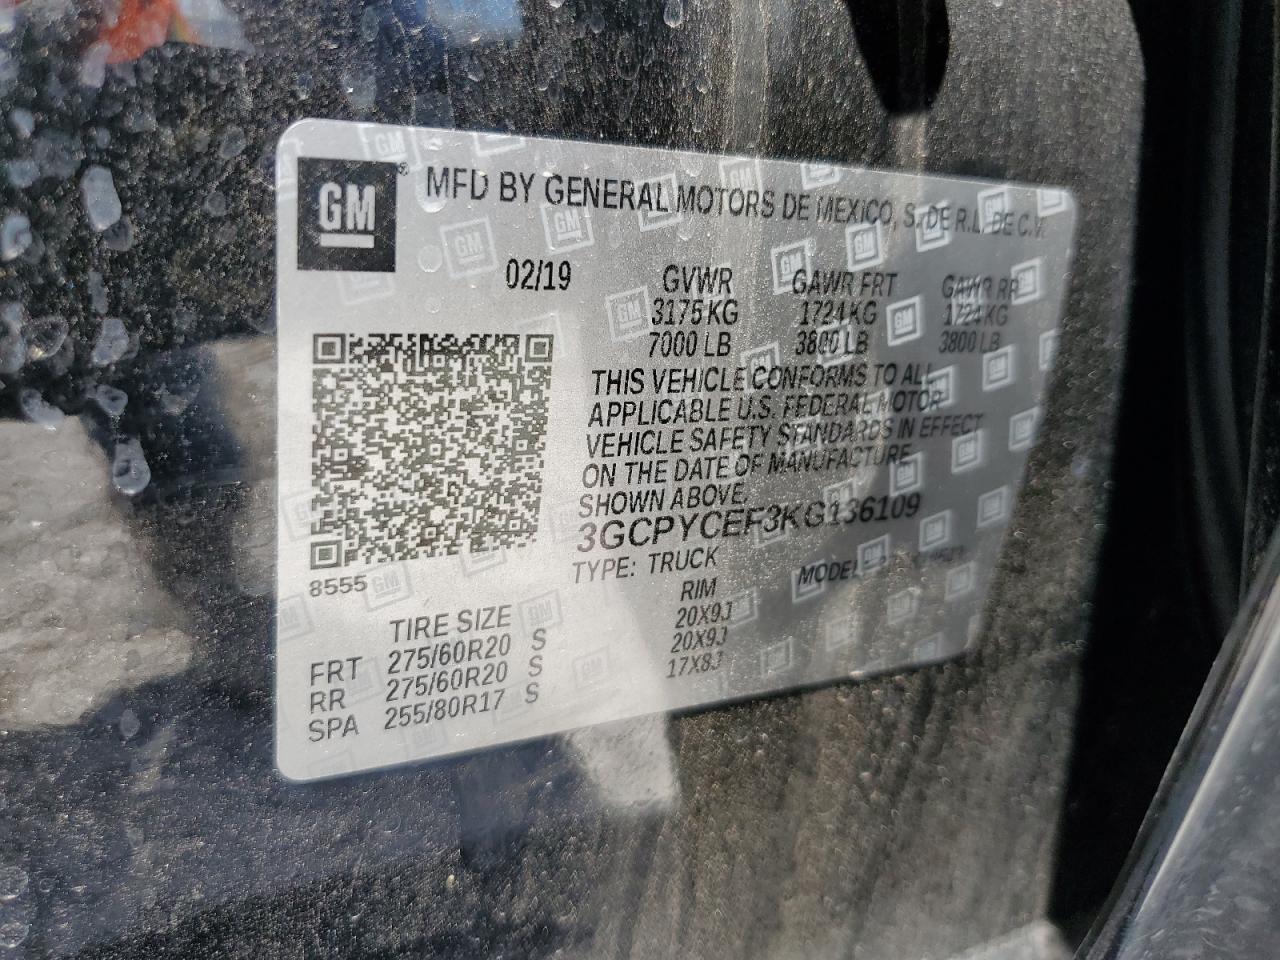 GM® MFD BY GENERAL MOTORS DE MEXICO, S. DE R.L. DE C.V.
02/19 GVWR GAWR FRT GAWR RR
3175 KG 1724 KG 1724 KG
7000 LB 3800 LB 3800 LB
THIS VEHICLE CONFORMS TO ALL
APPLICABLE U.S. FEDERAL MOTOR
VEHICLE SAFETY STANDARDS IN EFFECT
ON THE DATE OF MANUFACTURE
SHOWN ABOVE.
3GCPYCEF3KG136109
TYPE: TRUCK MODEL:
8555
TIRE SIZE RIM
FRT 275/60R20 S 20X9J
RR 275/60R20 S 20X9J
SPA 255/80R17 S 17X8J